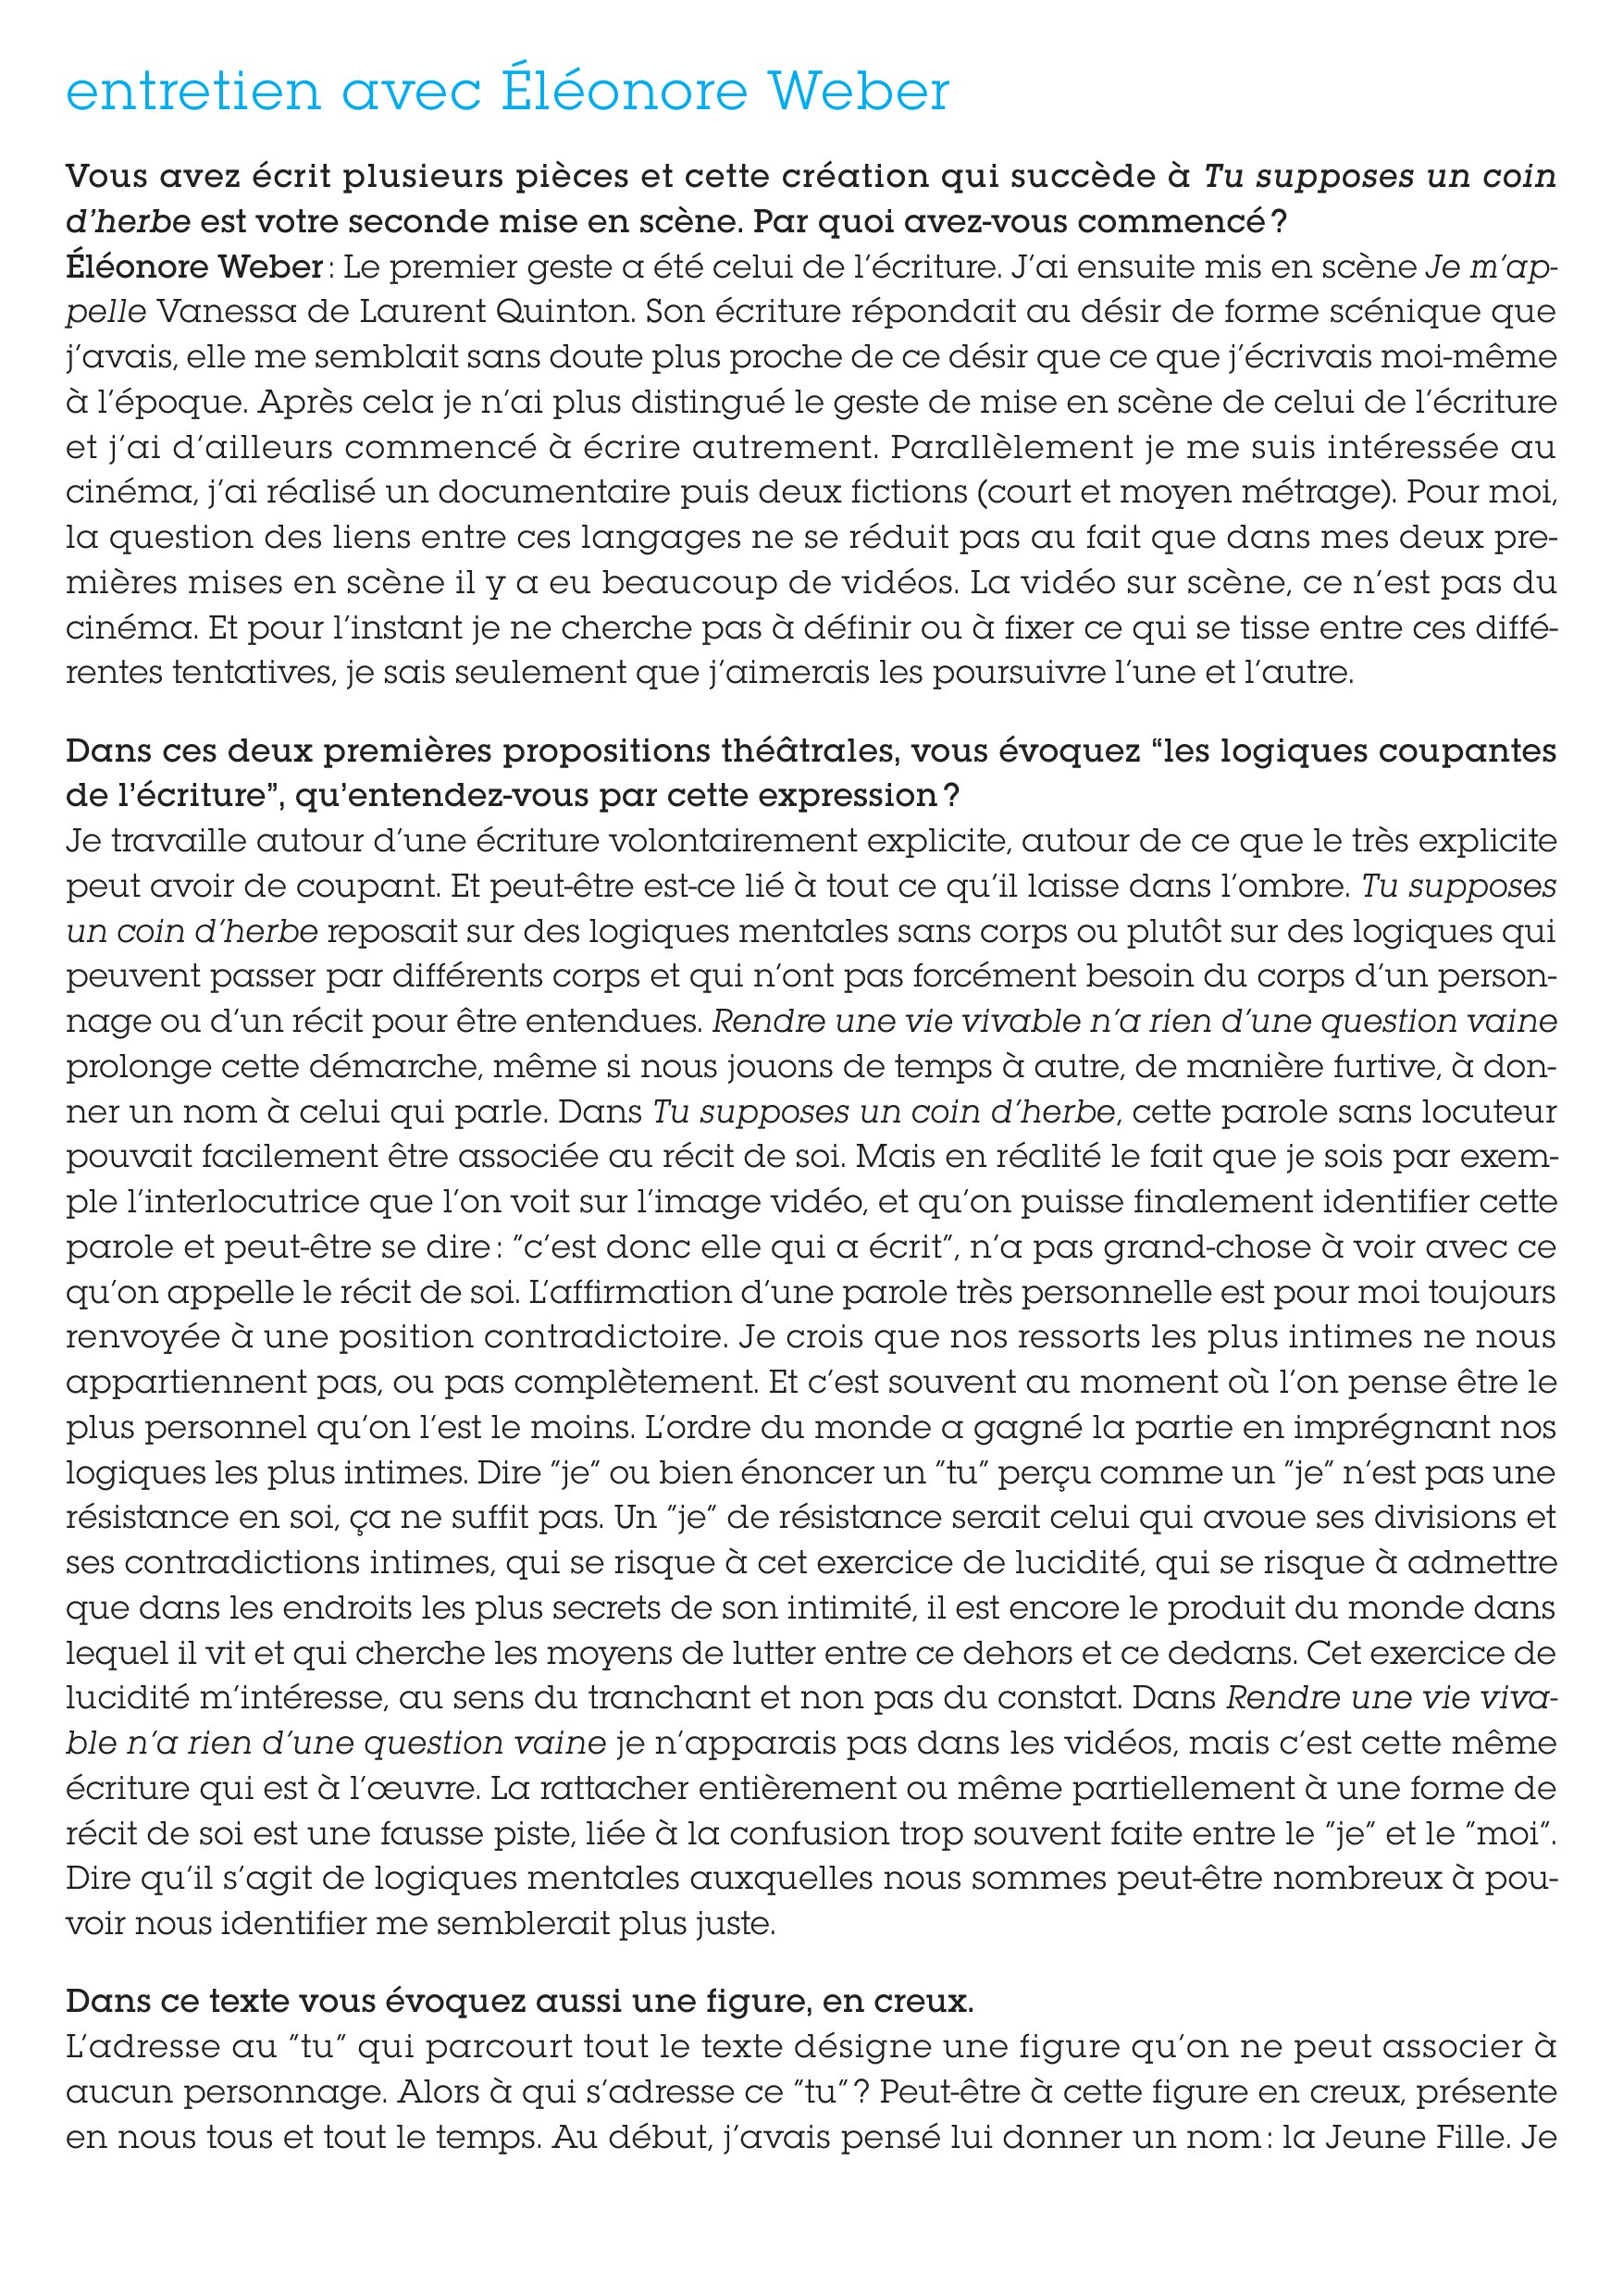 entretien avec Éléonore Weber
Vous avez écrit plusieurs pièces et cette création qui succède à Tu supposes un coin
d’herbe est votre seconde mise en scène. Par quoi avez-vous commencé ?
Éléonore Weber : Le premier geste a été celui de l’écriture. J’ai ensuite mis en scène Je m’ap-
pelle Vanessa de Laurent Quinton. Son écriture répondait au désir de forme scénique que
j’avais, elle me semblait sans doute plus proche de ce désir que ce que j’écrivais moi-même
à l’époque. Après cela je n’ai plus distingué le geste de mise en scène de celui de l’écriture
et j’ai d’ailleurs commencé à écrire autrement. Parallèlement je me suis intéressée au
cinéma, j’ai réalisé un documentaire puis deux fictions (court et moyen métrage). Pour moi,
la question des liens entre ces langages ne se réduit pas au fait que dans mes deux pre-
mières mises en scène il y a eu beaucoup de vidéos. La vidéo sur scène, ce n’est pas du
cinéma. Et pour l’instant je ne cherche pas à définir ou à fixer ce qui se tisse entre ces diffé-
rentes tentatives, je sais seulement que j’aimerais les poursuivre l’une et l’autre.
Dans ces deux premières propositions théâtrales, vous évoquez “les logiques coupantes
de l’écriture”, qu’entendez-vous par cette expression ?
Je travaille autour d’une écriture volontairement explicite, autour de ce que le très explicite
peut avoir de coupant. Et peut-être est-ce lié à tout ce qu’il laisse dans l’ombre. Tu supposes
un coin d’herbe reposait sur des logiques mentales sans corps ou plutôt sur des logiques qui
peuvent passer par différents corps et qui n’ont pas forcément besoin du corps d’un person-
nage ou d’un récit pour être entendues. Rendre une vie vivable n’a rien d’une question vaine
prolonge cette démarche, même si nous jouons de temps à autre, de manière furtive, à don-
ner un nom à celui qui parle. Dans Tu supposes un coin d’herbe, cette parole sans locuteur
pouvait facilement être associée au récit de soi. Mais en réalité le fait que je sois par exem-
ple l’interlocutrice que l’on voit sur l’image vidéo, et qu’on puisse finalement identifier cette
parole et peut-être se dire : ”c’est donc elle qui a écrit”, n’a pas grand-chose à voir avec ce
qu’on appelle le récit de soi. L’affirmation d’une parole très personnelle est pour moi toujours
renvoyée à une position contradictoire. Je crois que nos ressorts les plus intimes ne nous
appartiennent pas, ou pas complètement. Et c’est souvent au moment où l’on pense être le
plus personnel qu’on l’est le moins. L’ordre du monde a gagné la partie en imprégnant nos
logiques les plus intimes. Dire ”je” ou bien énoncer un ”tu” perçu comme un ”je” n’est pas une
résistance en soi, ça ne suffit pas. Un ”je” de résistance serait celui qui avoue ses divisions et
ses contradictions intimes, qui se risque à cet exercice de lucidité, qui se risque à admettre
que dans les endroits les plus secrets de son intimité, il est encore le produit du monde dans
lequel il vit et qui cherche les moyens de lutter entre ce dehors et ce dedans. Cet exercice de
lucidité m’intéresse, au sens du tranchant et non pas du constat. Dans Rendre une vie viva-
ble n’a rien d’une question vaine je n’apparais pas dans les vidéos, mais c’est cette même
écriture qui est à l’œuvre. La rattacher entièrement ou même partiellement à une forme de
récit de soi est une fausse piste, liée à la confusion trop souvent faite entre le ”je” et le ”moi”.
Dire qu’il s’agit de logiques mentales auxquelles nous sommes peut-être nombreux à pou-
voir nous identifier me semblerait plus juste.
Dans ce texte vous évoquez aussi une figure, en creux.
L’adresse au ”tu” qui parcourt tout le texte désigne une figure qu’on ne peut associer à
aucun personnage. Alors à qui s’adresse ce ”tu” ? Peut-être à cette figure en creux, présente
en nous tous et tout le temps. Au début, j’avais pensé lui donner un nom : la Jeune Fille. Je